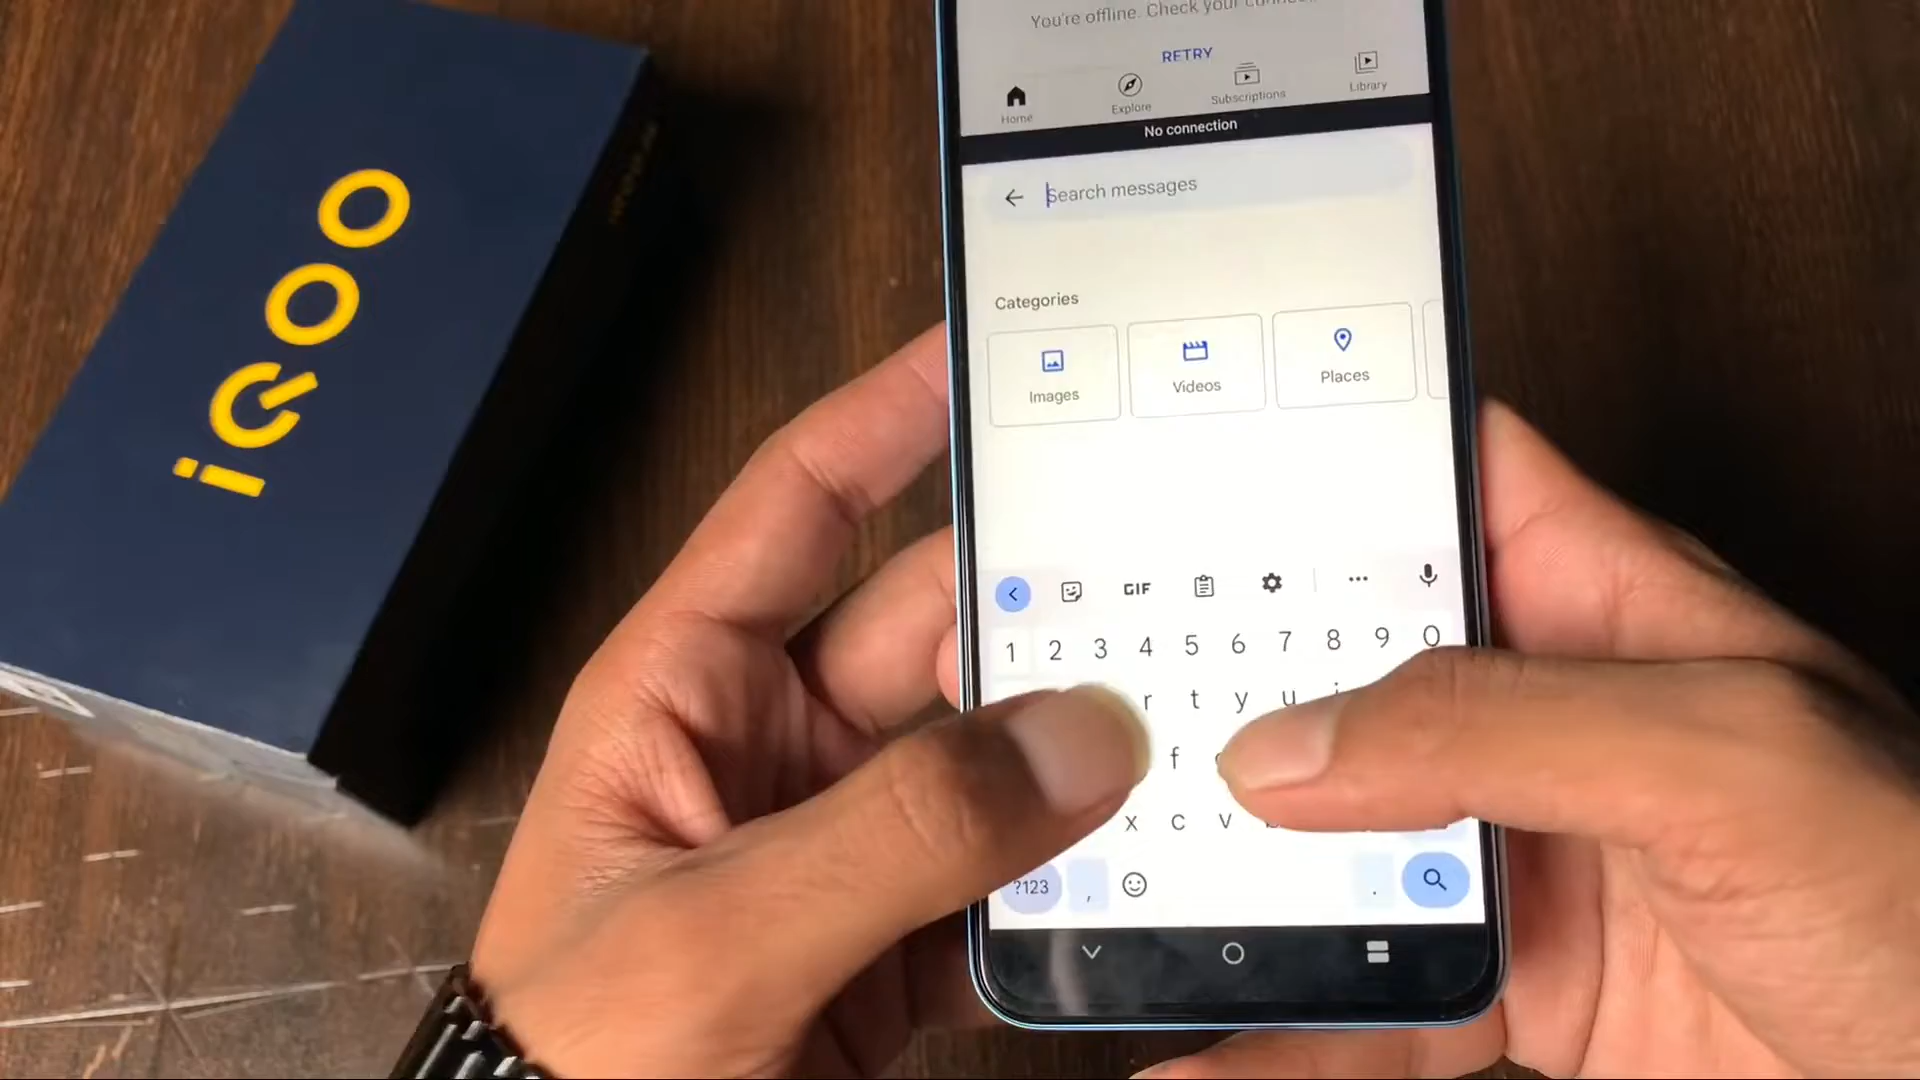 iQOO
You're offline. Check your
RETRY
Home
Explore
Subscriptions
Library
No connection
Search messages
Categories
Images
Videos
Places
GIF
1 2 3 4 5 6 7 8 9 0
r t y u i
f
x c v
?123 , .